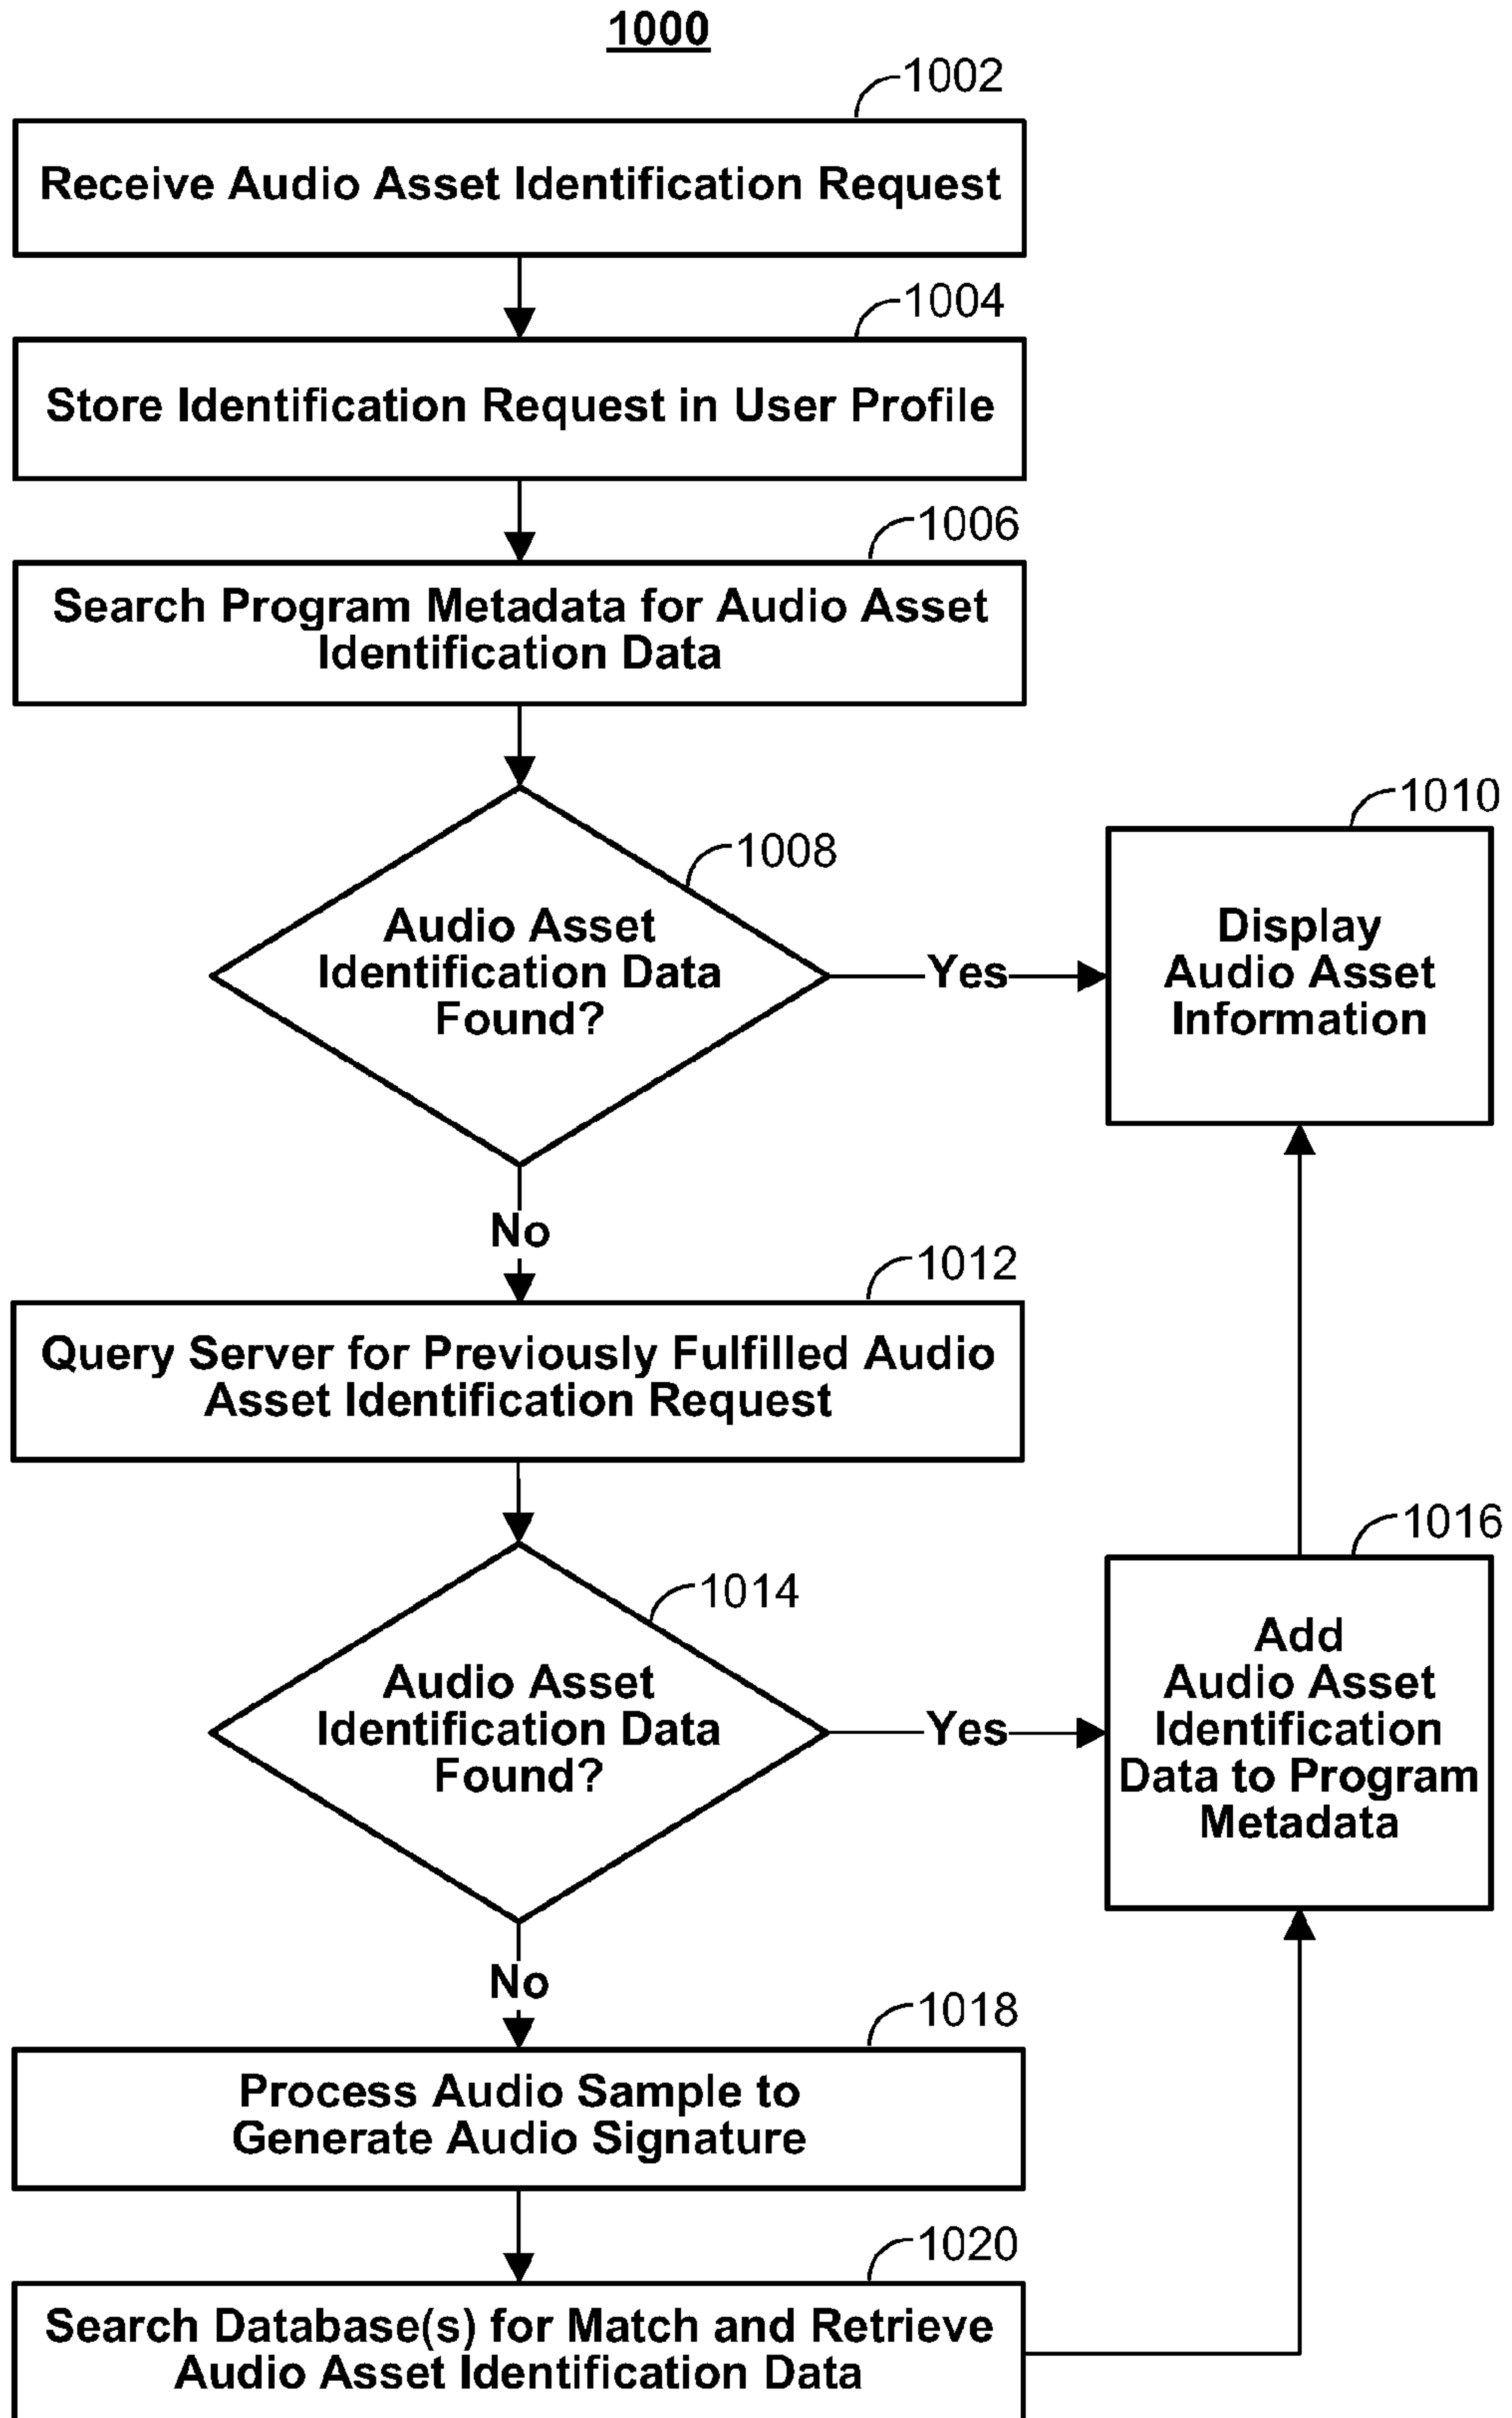 1000
1002
Receive Audio Asset Identification Request
1004
Store Identification Request in User Profile
1006
Search Program Metadata for Audio Asset
Identification Data
1008
Audio Asset
Identification Data
Found?
Yes
1010
Display
Audio Asset
Information
No
1012
Query Server for Previously Fulfilled Audio
Asset Identification Request
1014
Audio Asset
Identification Data
Found?
Yes
1016
Add
Audio Asset
Identification
Data to Program
Metadata
No
1018
Process Audio Sample to
Generate Audio Signature
1020
Search Database(s) for Match and Retrieve
Audio Asset Identification Data